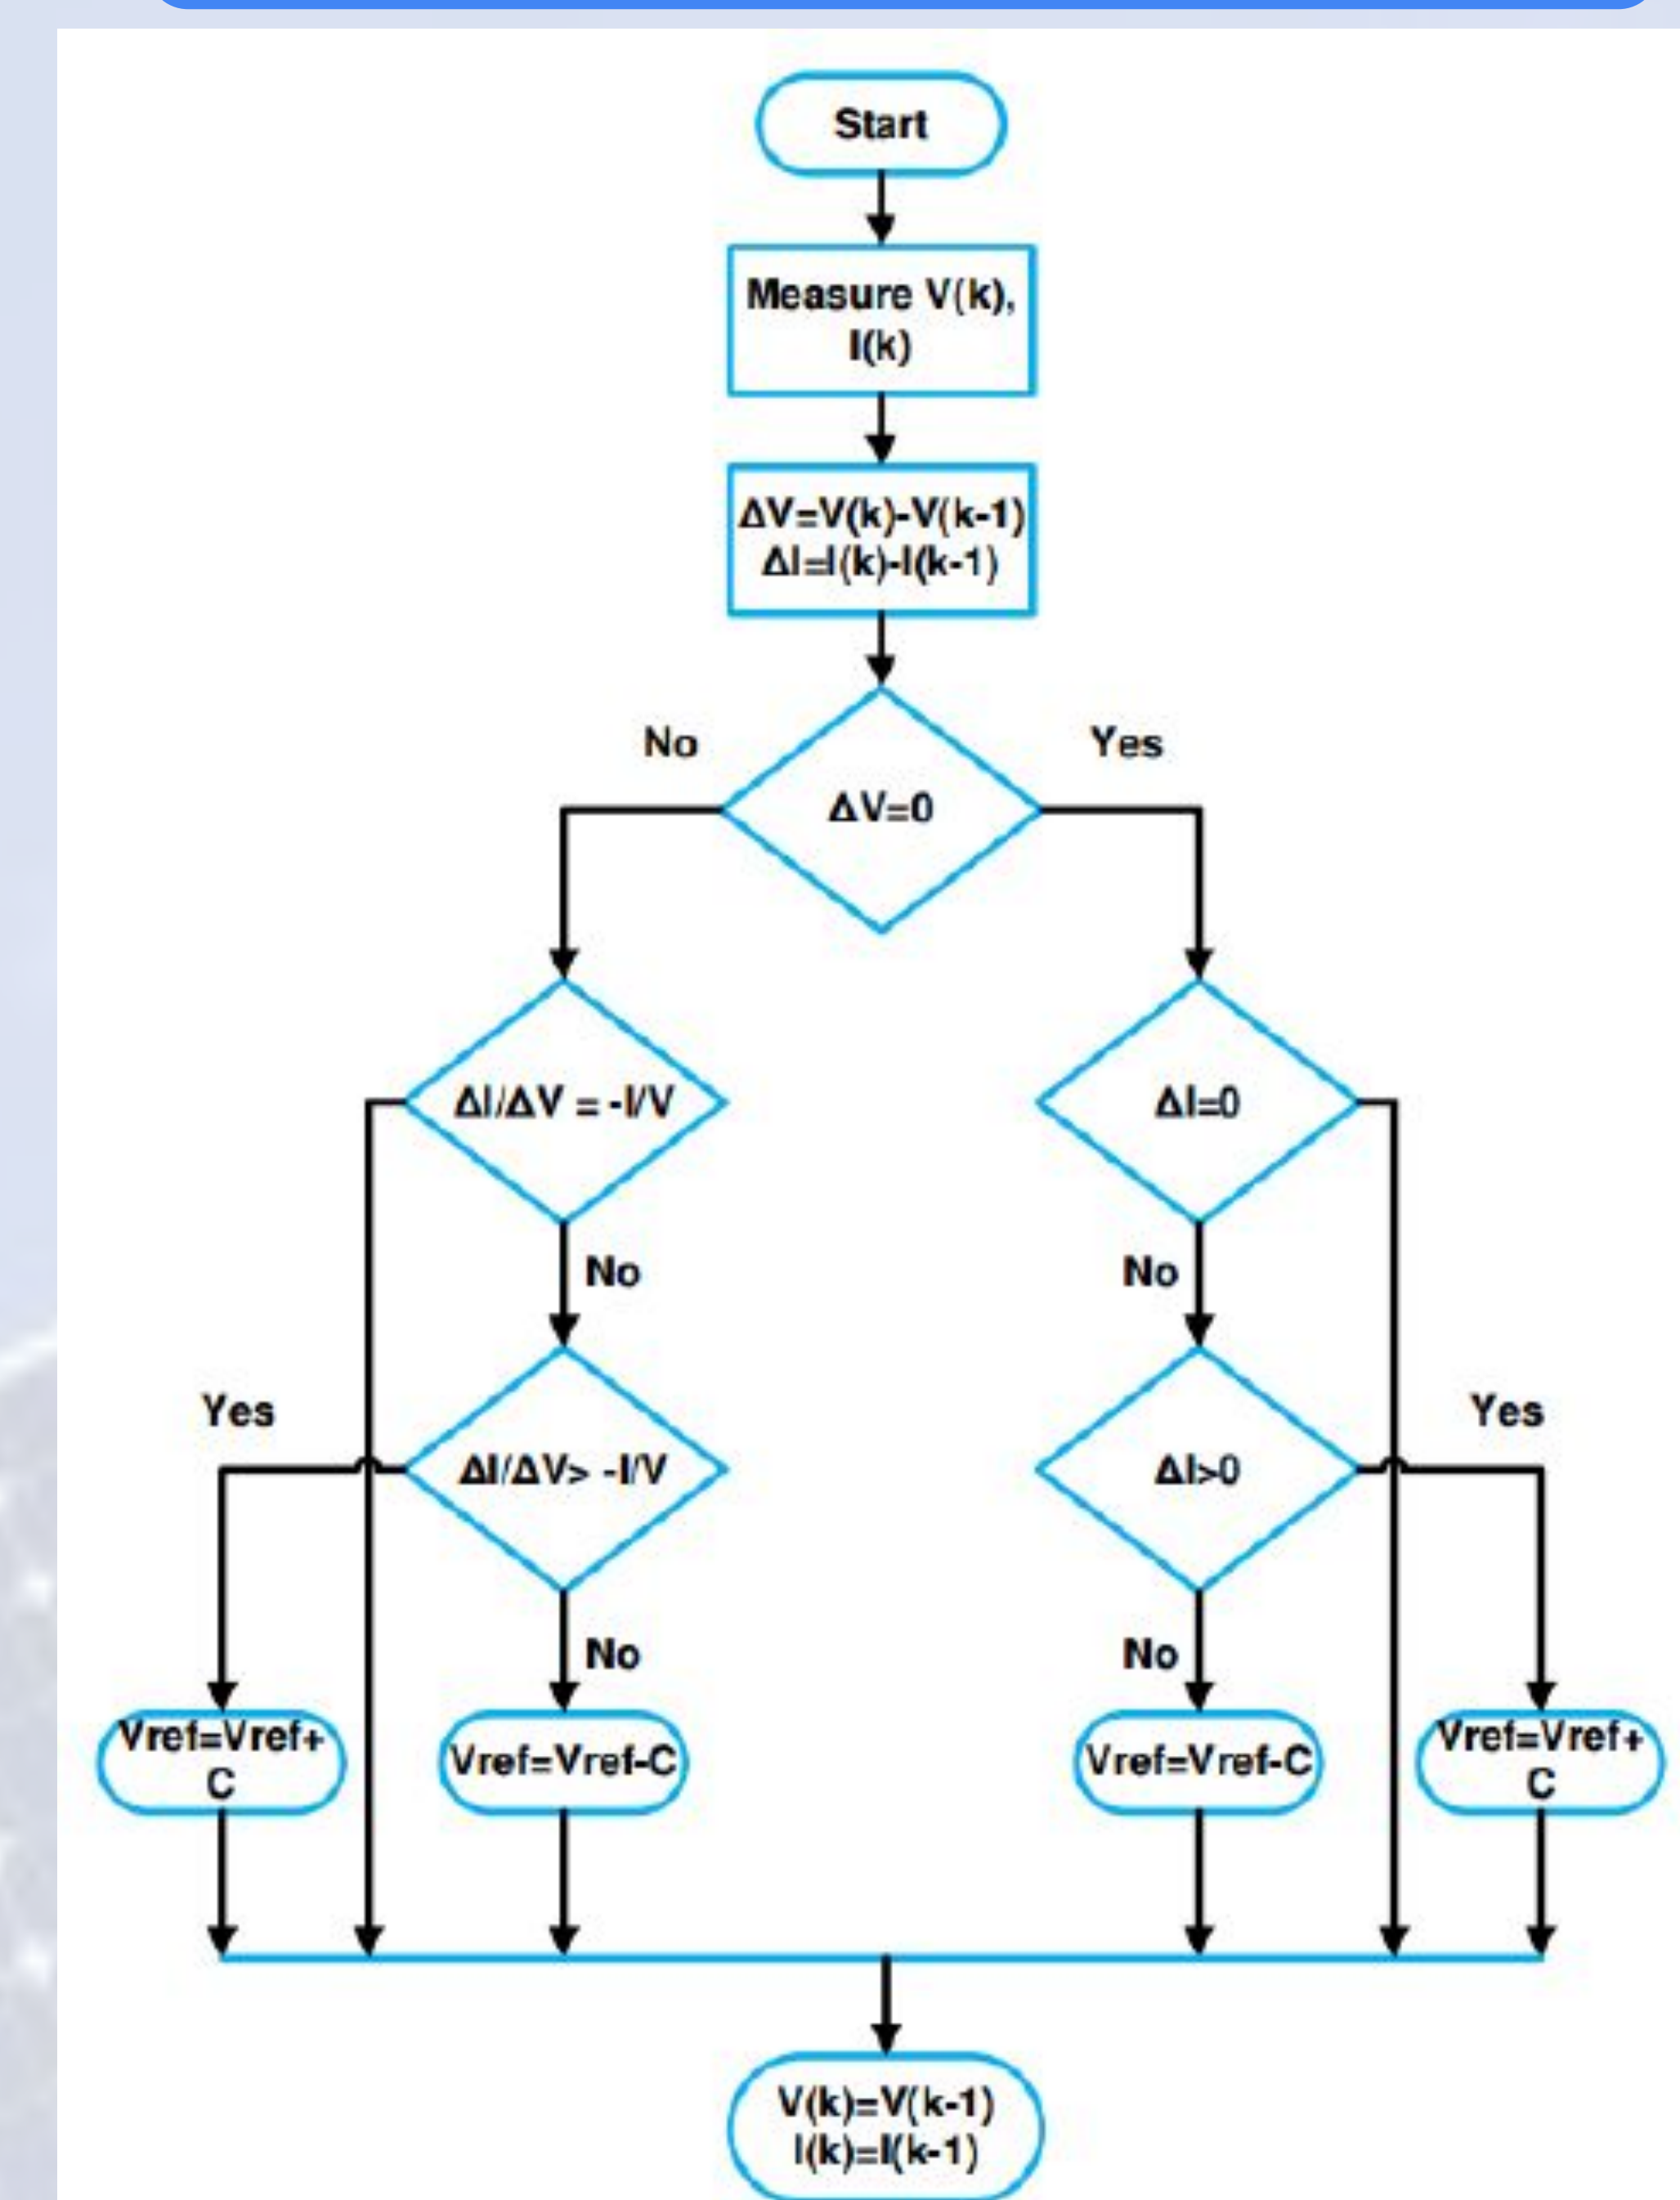 Start
Measure V(k),
I(k)
ΔV=V(k)-V(k-1)
ΔI=I(k)-I(k-1)
No
Yes
ΔV=0
ΔI/ΔV = -I/V
ΔI=0
No
No
Yes
Yes
ΔI/ΔV> -I/V
ΔI>0
No
No
Vref=Vref+
C
Vref=Vref-C
Vref=Vref-C
Vref=Vref+
C
V(k)=V(k-1)
I(k)=I(k-1)